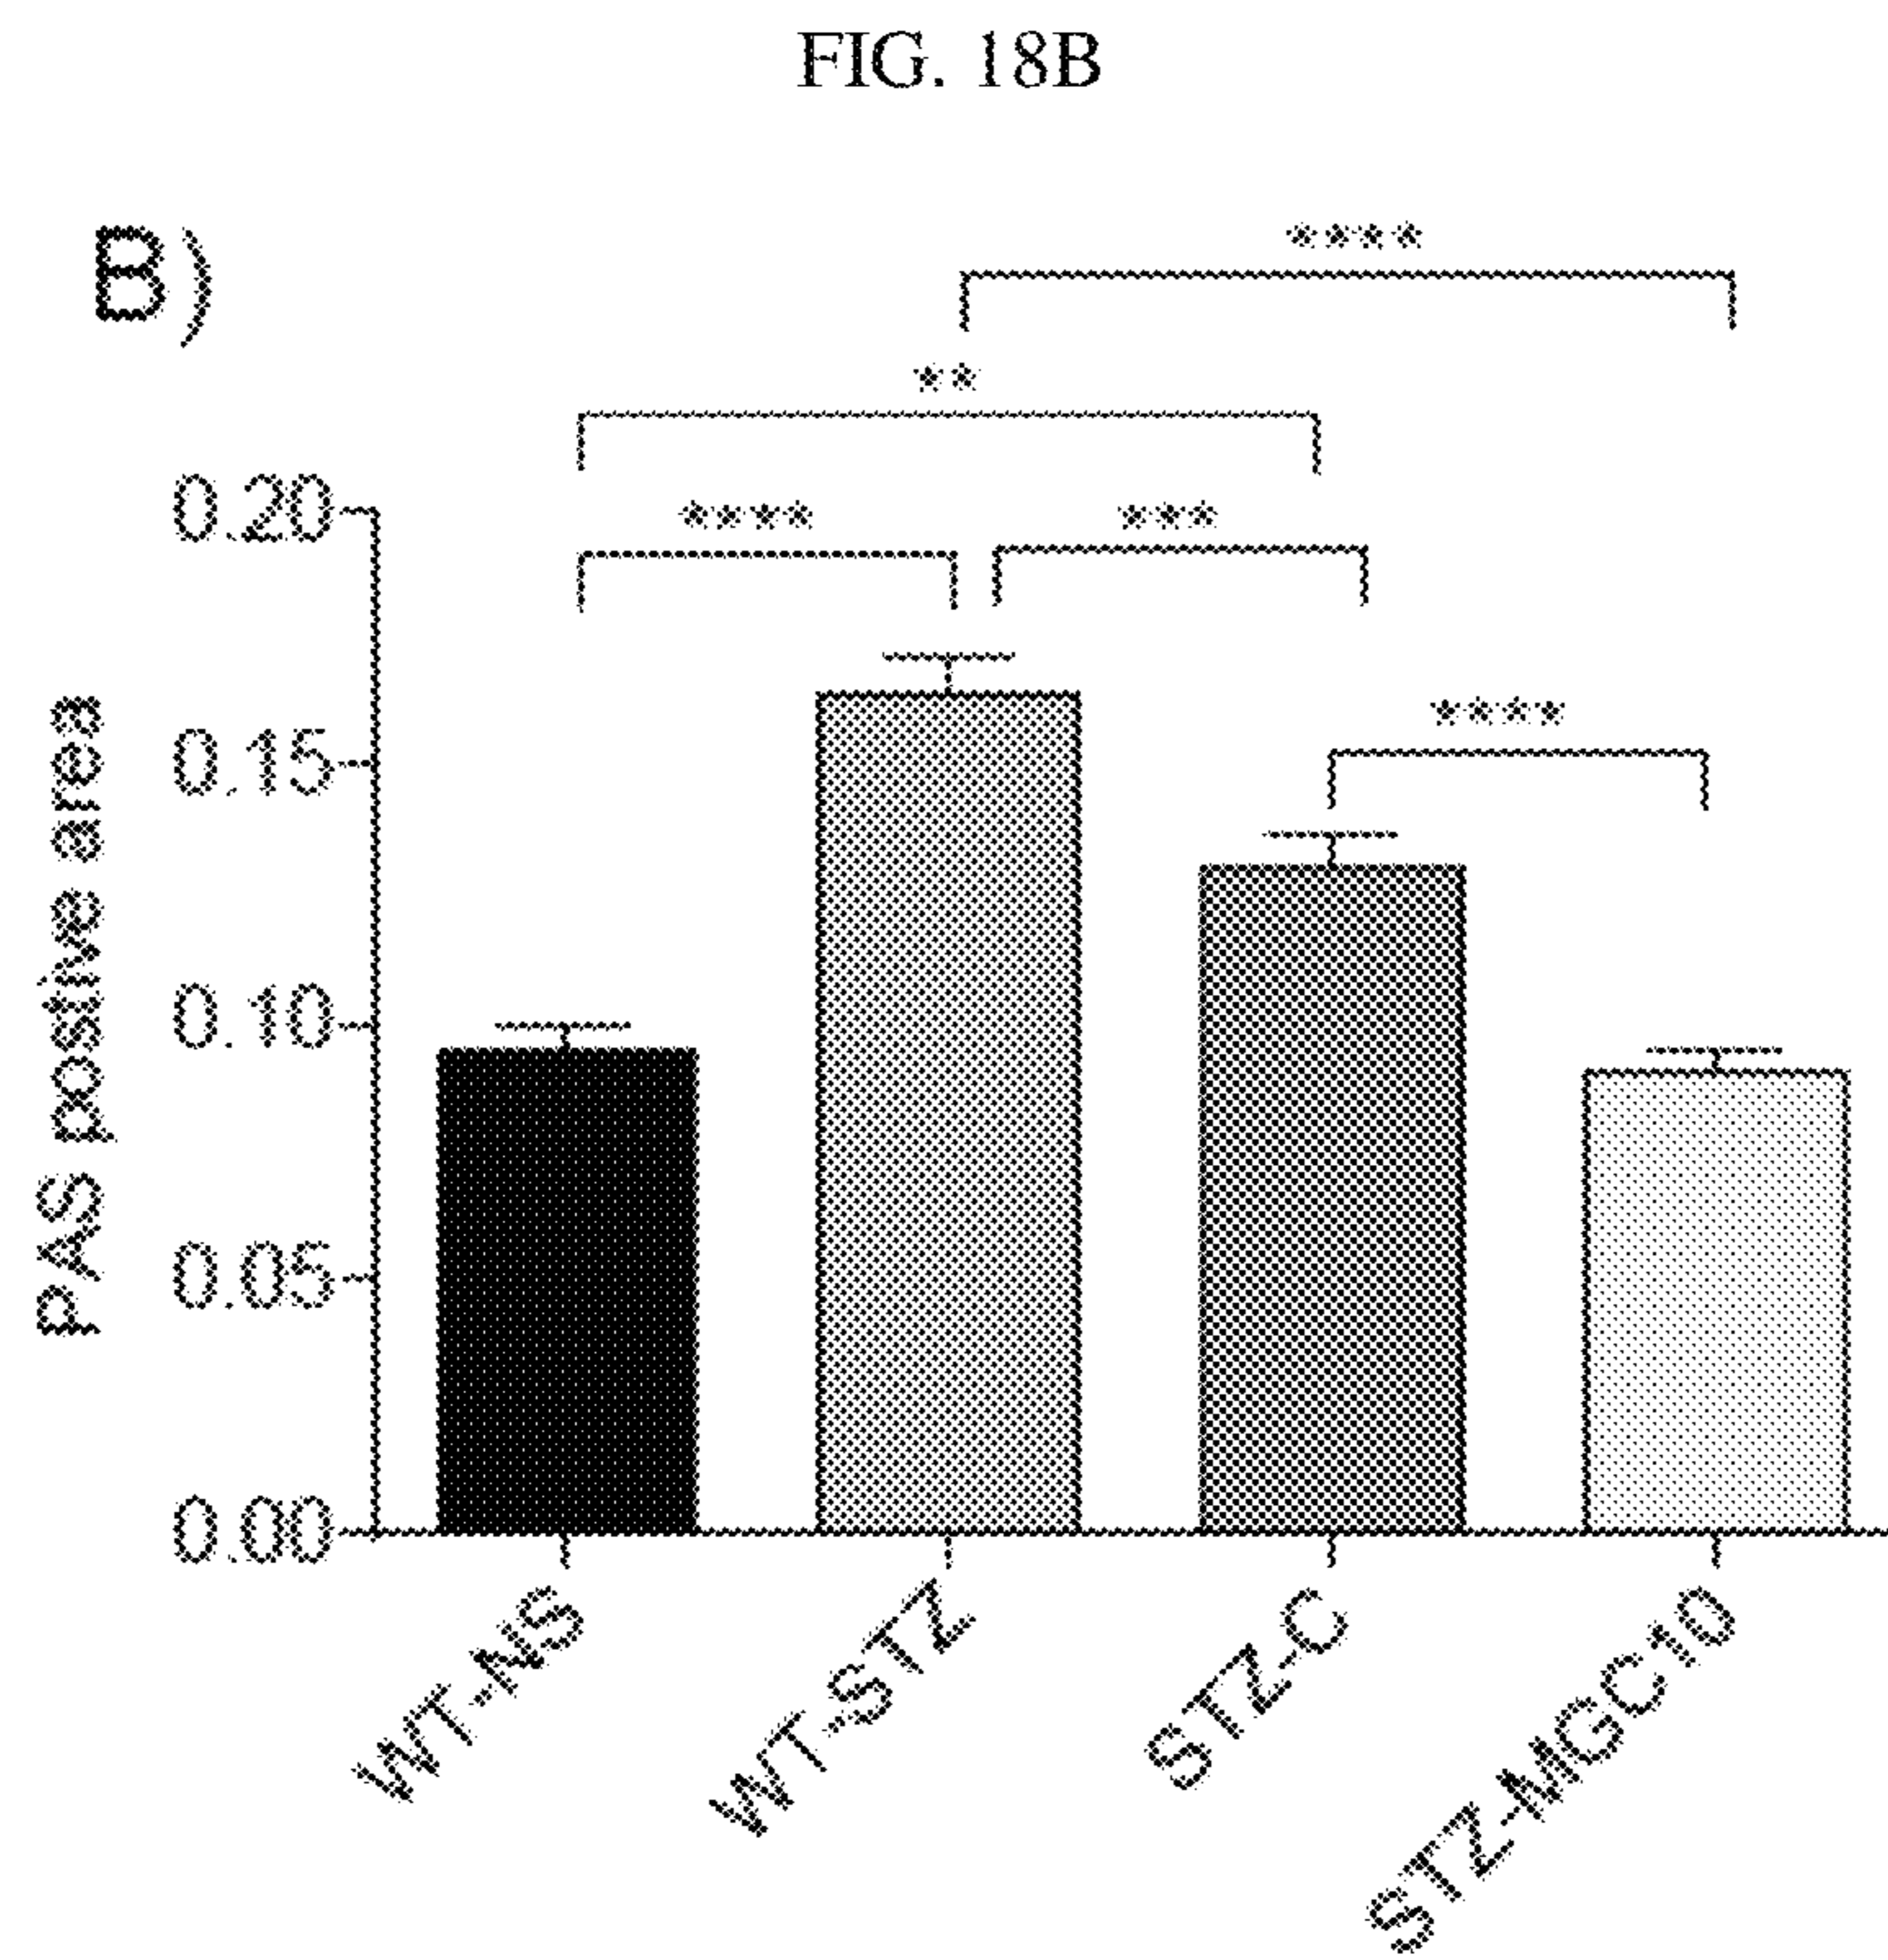 FIG. 18B
B)
****
**
****
***
****
0.20
0.15
0.10
0.05
0.00
PAS postive area
WT-NS
WT-STZ
STZ-C
STZ-MGC10